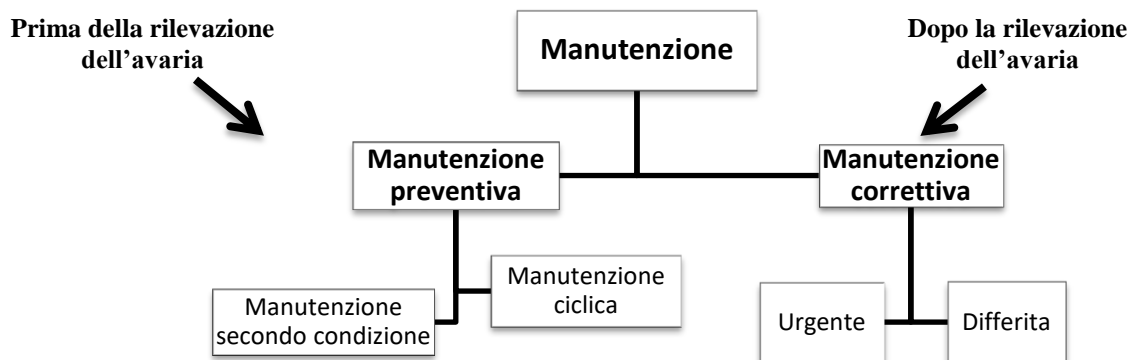 Prima della rilevazione
dell’avaria
Manutenzione
Dopo la rilevazione
dell’avaria
Manutenzione
preventiva
Manutenzione
correttiva
Manutenzione
secondo condizione
Manutenzione
ciclica
Urgente
Differita